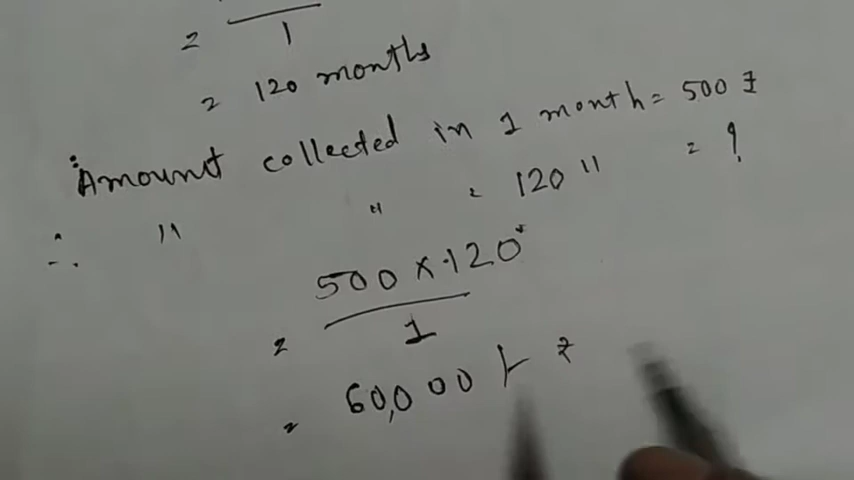 = 1
= 120 months
∵ Amount collected in 1 month = 500 ₹
∴ " " = 120 " = ?
= 500 × 120 / 1
= 60,000 /- ₹